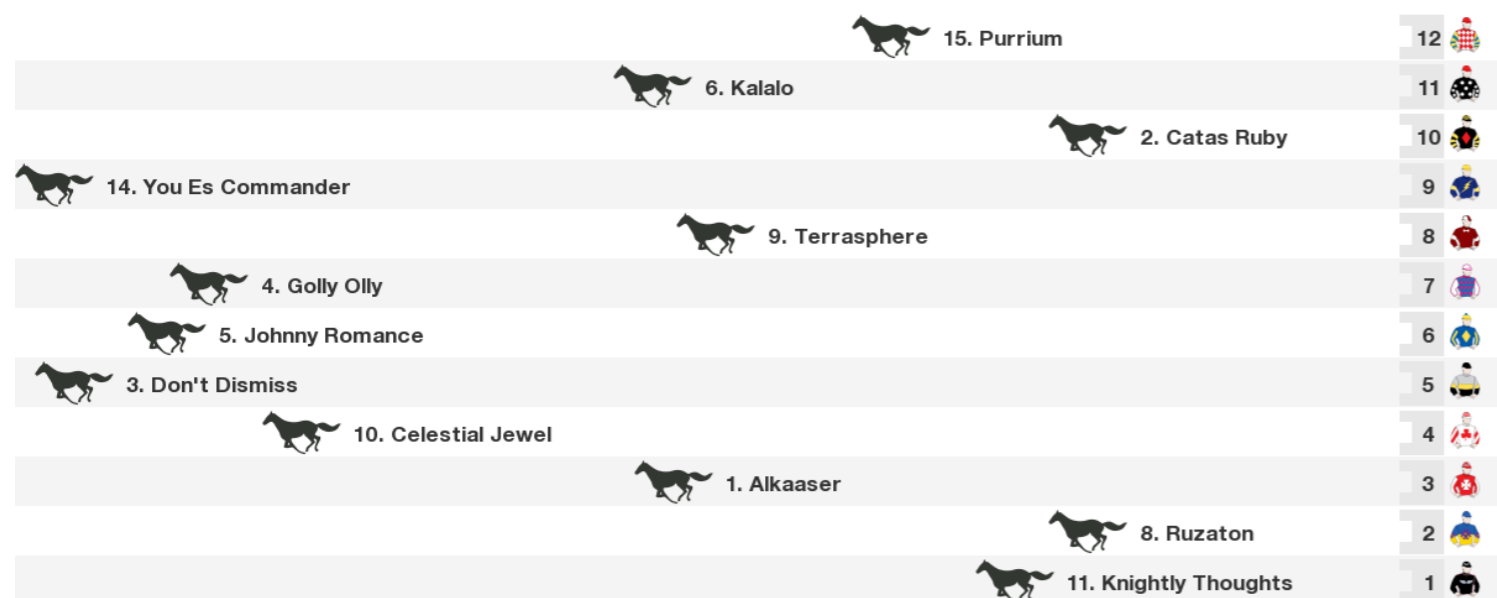 15. Purrium 12
6. Kalalo 11
2. Catas Ruby 10
14. You Es Commander 9
9. Terrasphere 8
4. Golly Olly 7
5. Johnny Romance 6
3. Don't Dismiss 5
10. Celestial Jewel 4
1. Alkaaser 3
8. Ruzaton 2
11. Knightly Thoughts 1